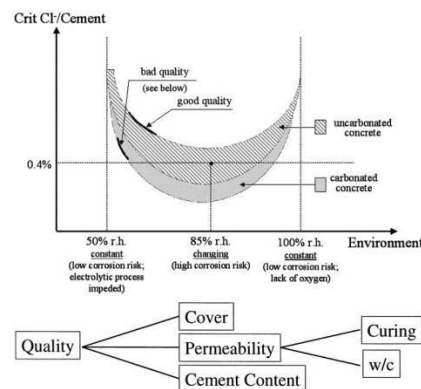 Crit Cl⁻/Cement
bad quality
(see below)
good quality
uncarbonated
concrete
0.4%
carbonated
concrete
50% r.h.
constant
(low corrosion risk;
electrolytic process
impeded)
85% r.h.
changing
(high corrosion risk)
100% r.h.
constant
(low corrosion risk;
lack of oxygen)
Environment
Quality
Cover
Permeability
Cement Content
Curing
w/c